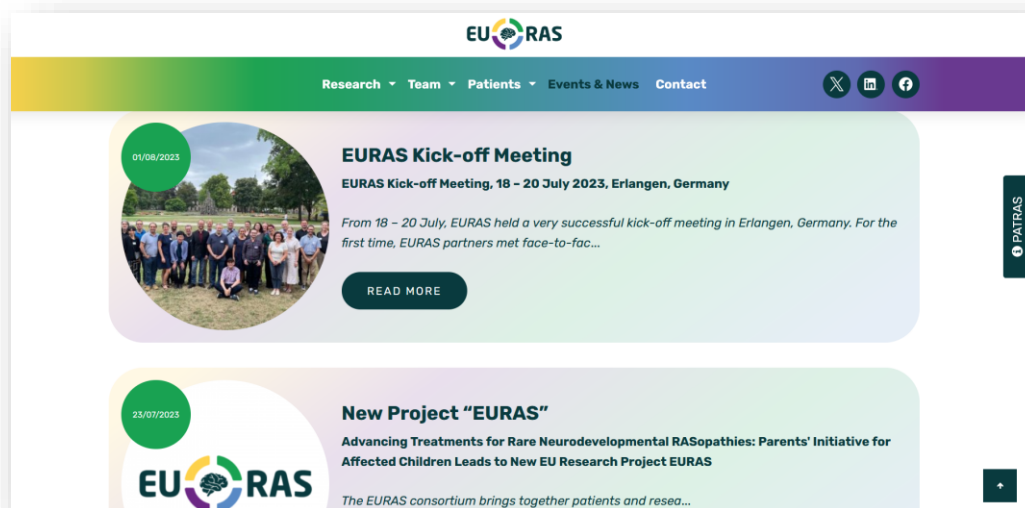 EURAS
Research Team Patients Events & News Contact
01/08/2023
EURAS Kick-off Meeting
EURAS Kick-off Meeting, 18 – 20 July 2023, Erlangen, Germany
From 18 – 20 July, EURAS held a very successful kick-off meeting in Erlangen, Germany. For the
first time, EURAS partners met face-to-fac...
READ MORE
PATRAS
23/07/2023
New Project “EURAS”
Advancing Treatments for Rare Neurodevelopmental RASopathies: Parents' Initiative for
Affected Children Leads to New EU Research Project EURAS
EURAS
The EURAS consortium brings together patients and resea...